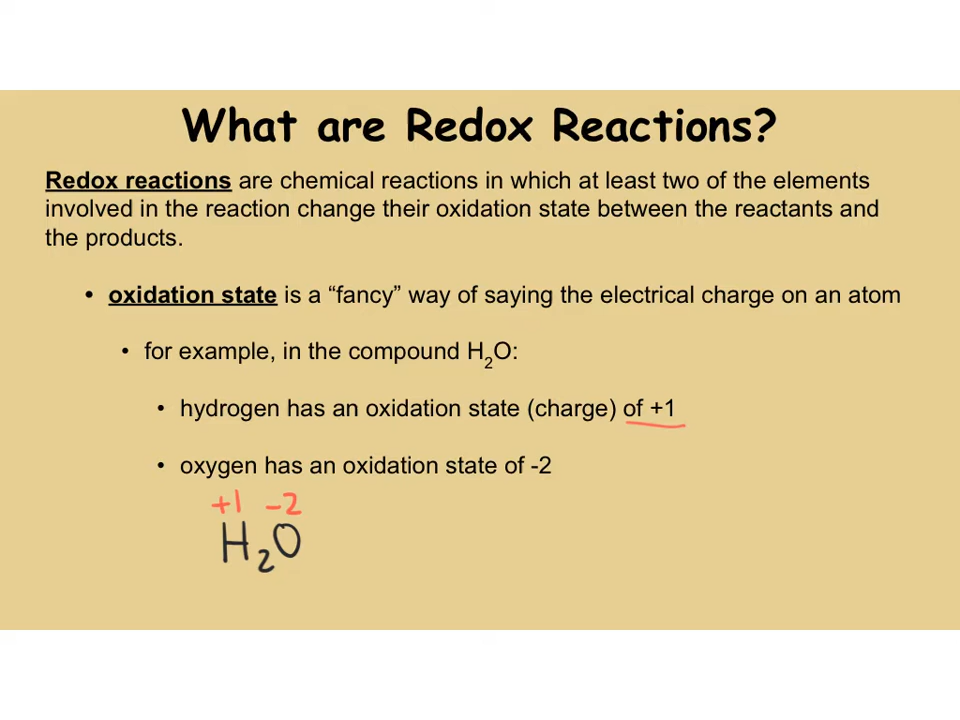 What are Redox Reactions?
Redox reactions are chemical reactions in which at least two of the elements
involved in the reaction change their oxidation state between the reactants and
the products.
• oxidation state is a “fancy” way of saying the electrical charge on an atom
• for example, in the compound H₂O:
• hydrogen has an oxidation state (charge) of +1
• oxygen has an oxidation state of -2
+1 -2
H₂O